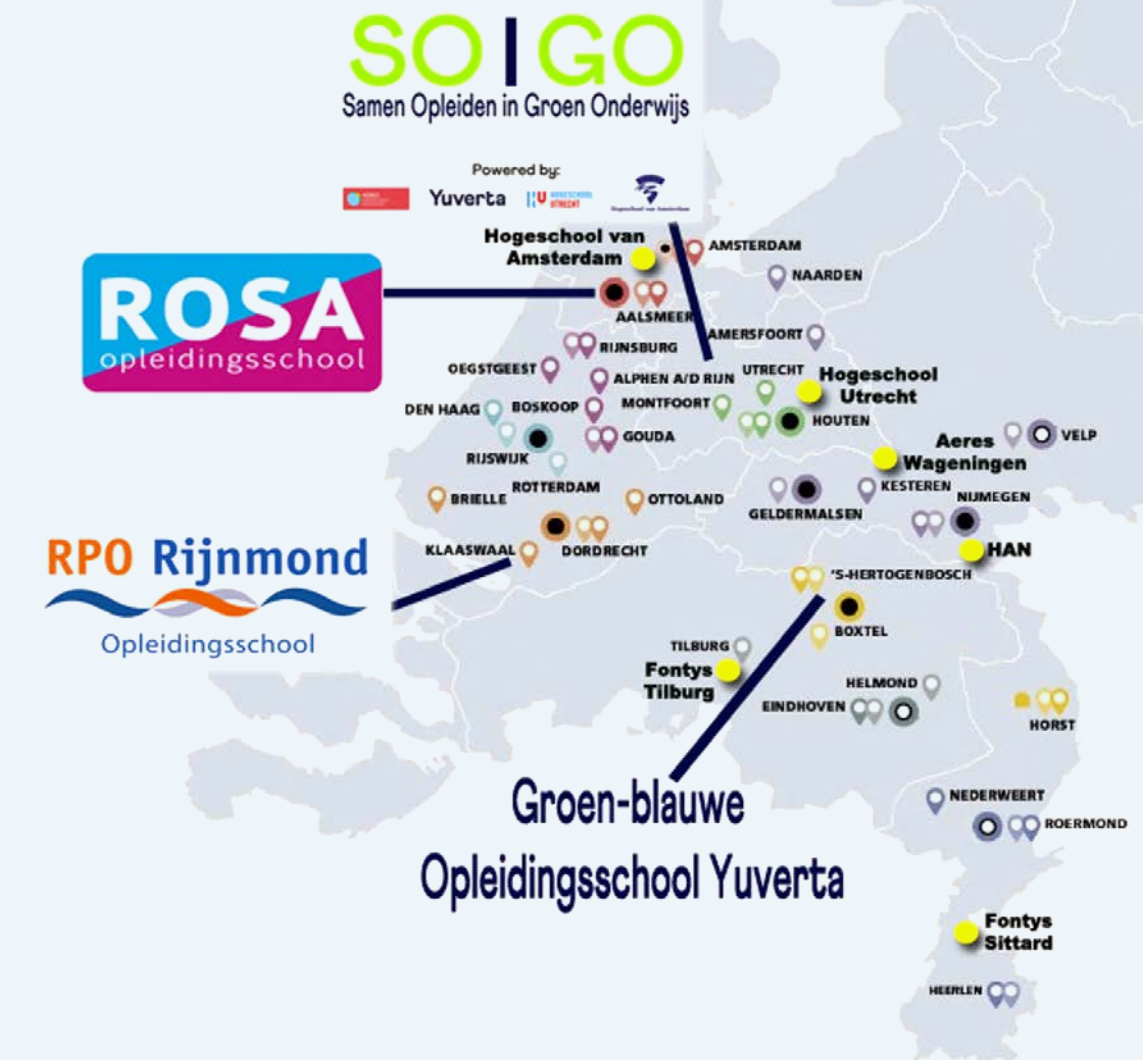 SO|GO
Samen Opleiden in Groen Onderwijs
Powered by:
Yuverta
HOGESCHOOL
UTRECHT
Hogeschool van Amsterdam
Hogeschool van
Amsterdam
AMSTERDAM
NAARDEN
ROSA
opleidingsschool
AALSMEER
AMERSFOORT
RIJNSBURG
OEGSTGEEST
ALPHEN A/D RIJN
UTRECHT
Hogeschool
Utrecht
DEN HAAG
BOSKOOP
MONTFOORT
HOUTEN
GOUDA
Aeres
Wageningen
VELP
RIJSWIJK
ROTTERDAM
BRIELLE
OTTOLAND
GELDERMALSEN
KESTEREN
NIJMEGEN
KLAASWAAL
DORDRECHT
HAN
RPO Rijnmond
Opleidingsschool
'S-HERTOGENBOSCH
BOXTEL
TILBURG
Fontys
Tilburg
HELMOND
EINDHOVEN
HORST
Groen-blauwe
Opleidingsschool Yuverta
NEDERWEERT
ROERMOND
Fontys
Sittard
HEERLEN